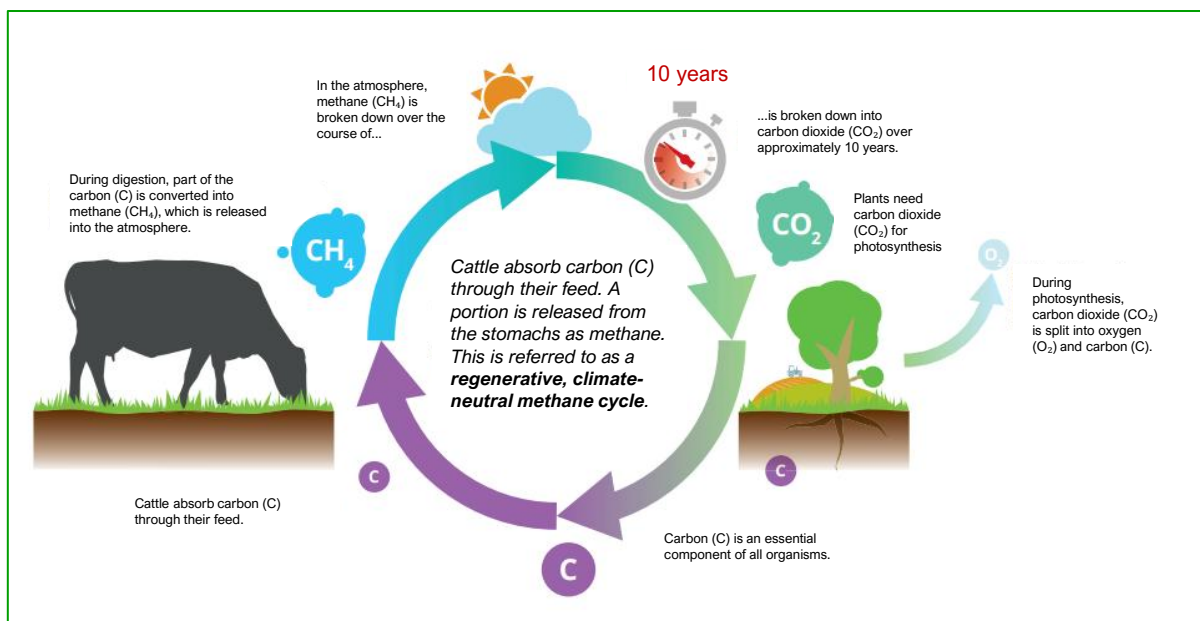 10 years
In the atmosphere,
methane (CH₄) is
broken down over the
course of...
...is broken down into
carbon dioxide (CO₂) over
approximately 10 years.
During digestion, part of the
carbon (C) is converted into
methane (CH₄), which is released
into the atmosphere.
CH₄
CO₂
Plants need
carbon dioxide
(CO₂) for
photosynthesis
O₂
During
photosynthesis,
carbon dioxide (CO₂)
is split into oxygen
(O₂) and carbon (C).
Cattle absorb carbon (C)
through their feed. A
portion is released from
the stomachs as methane.
This is referred to as a
regenerative, climate-
neutral methane cycle.
C
C
Cattle absorb carbon (C)
through their feed.
Carbon (C) is an essential
component of all organisms.
C